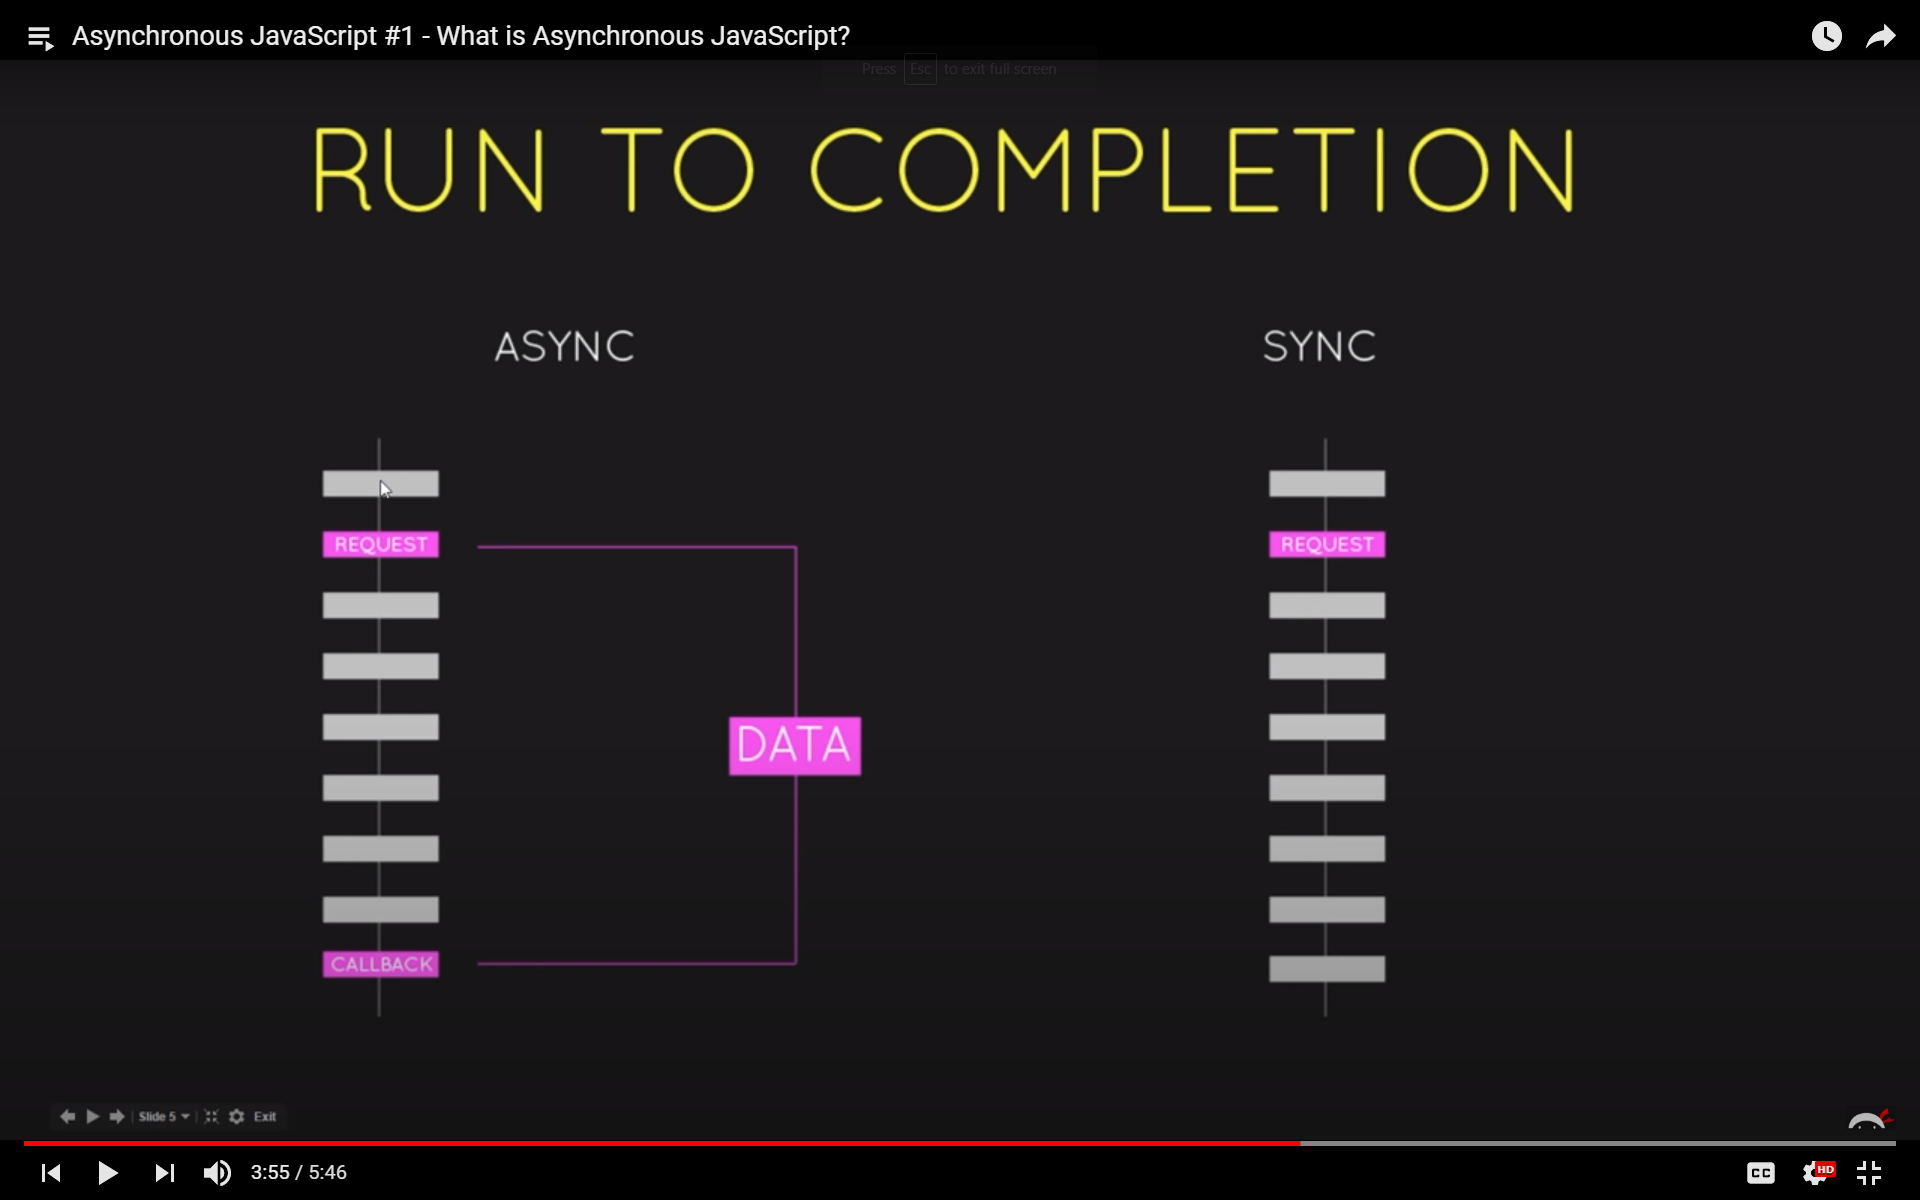 Asynchronous JavaScript #1 - What is Asynchronous JavaScript?
Press Esc to exit full screen
RUN TO COMPLETION
ASYNC
SYNC
REQUEST
REQUEST
DATA
CALLBACK
Slide 5
Exit
3:55 / 5:46
CC
HD